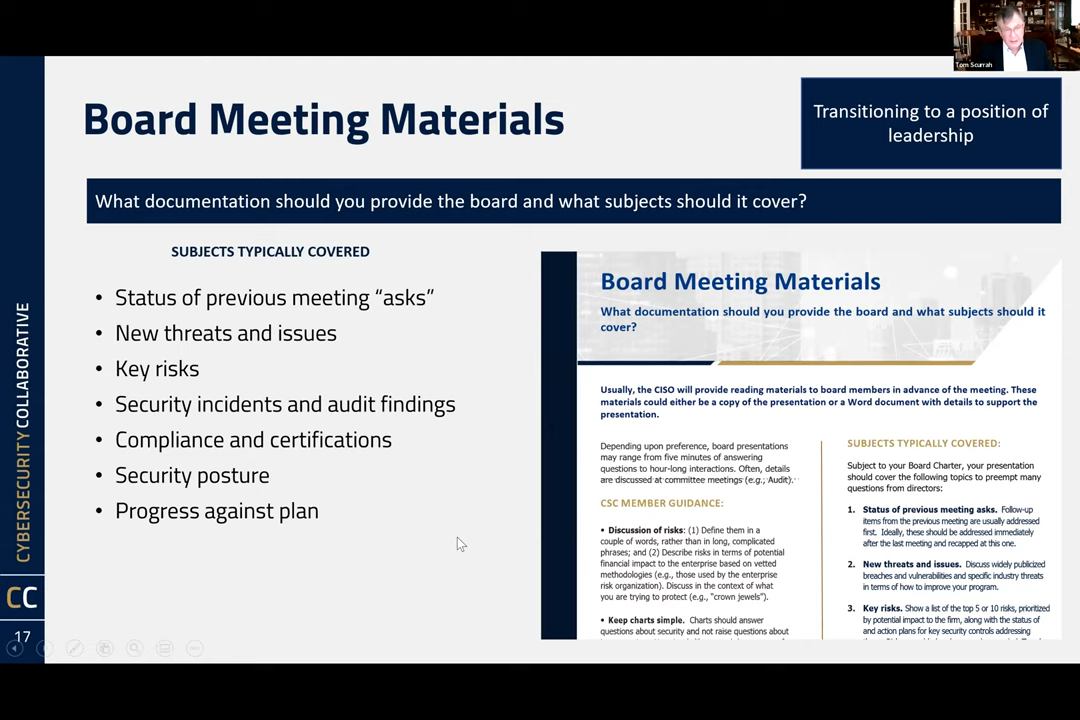 Tom Scurrah
Board Meeting Materials
Transitioning to a position of
leadership
What documentation should you provide the board and what subjects should it cover?
SUBJECTS TYPICALLY COVERED
• Status of previous meeting “asks”
• New threats and issues
• Key risks
• Security incidents and audit findings
• Compliance and certifications
• Security posture
• Progress against plan
Board Meeting Materials
What documentation should you provide the board and what subjects should it
cover?
Usually, the CISO will provide reading materials to board members in advance of the meeting. These
materials could either be a copy of the presentation or a Word document with details to support the
presentation.
Depending upon preference, board presentations
may range from five minutes of answering
questions to hour-long interactions. Often, details
are discussed at committee meetings (e.g., Audit).
CSC MEMBER GUIDANCE:
• Discussion of risks: (1) Define them in a
couple of words, rather than in long, complicated
phrases; and (2) Describe risks in terms of potential
financial impact to the enterprise based on vetted
methodologies (e.g., those used by the enterprise
risk organization). Discuss in the context of what
you are trying to protect (e.g., “crown jewels”).
• Keep charts simple. Charts should answer
questions about security and not raise questions about
SUBJECTS TYPICALLY COVERED:
Subject to your Board Charter, your presentation
should cover the following topics to preempt many
questions from directors:
1. Status of previous meeting asks. Follow-up
items from the previous meeting are usually addressed
first. Ideally, these should be addressed immediately
after the last meeting and recapped at this one.
2. New threats and issues. Discuss widely publicized
breaches and vulnerabilities and specific industry threats
in terms of how to improve your program.
3. Key risks. Show a list of the top 5 or 10 risks, prioritized
by potential impact to the firm, along with the status of
and action plans for key security controls addressing
CYBERSECURITY COLLABORATIVE
CC
17